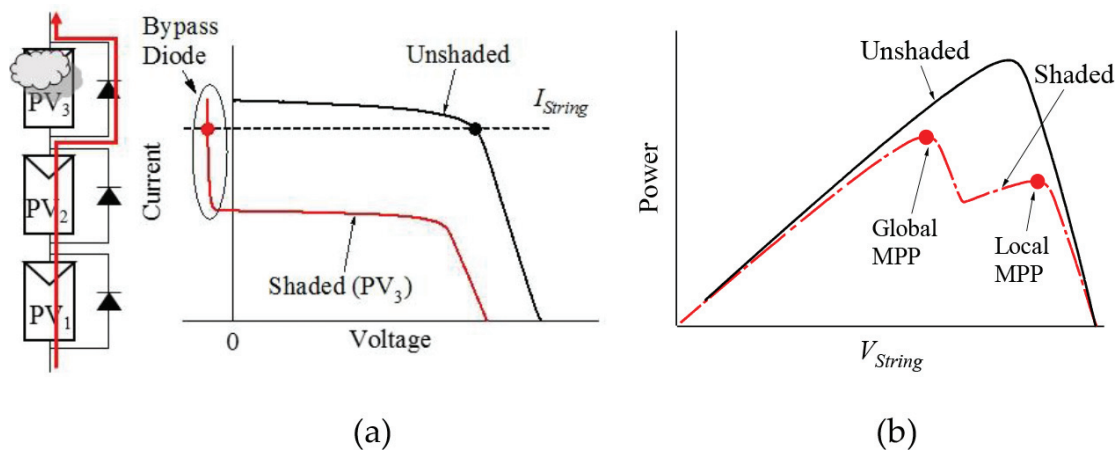 PV3
PV2
PV1
Bypass
Diode
Unshaded
IString
Current
Shaded (PV3)
0
Voltage
(a)
Unshaded
Shaded
Power
Global
MPP
Local
MPP
VString
(b)